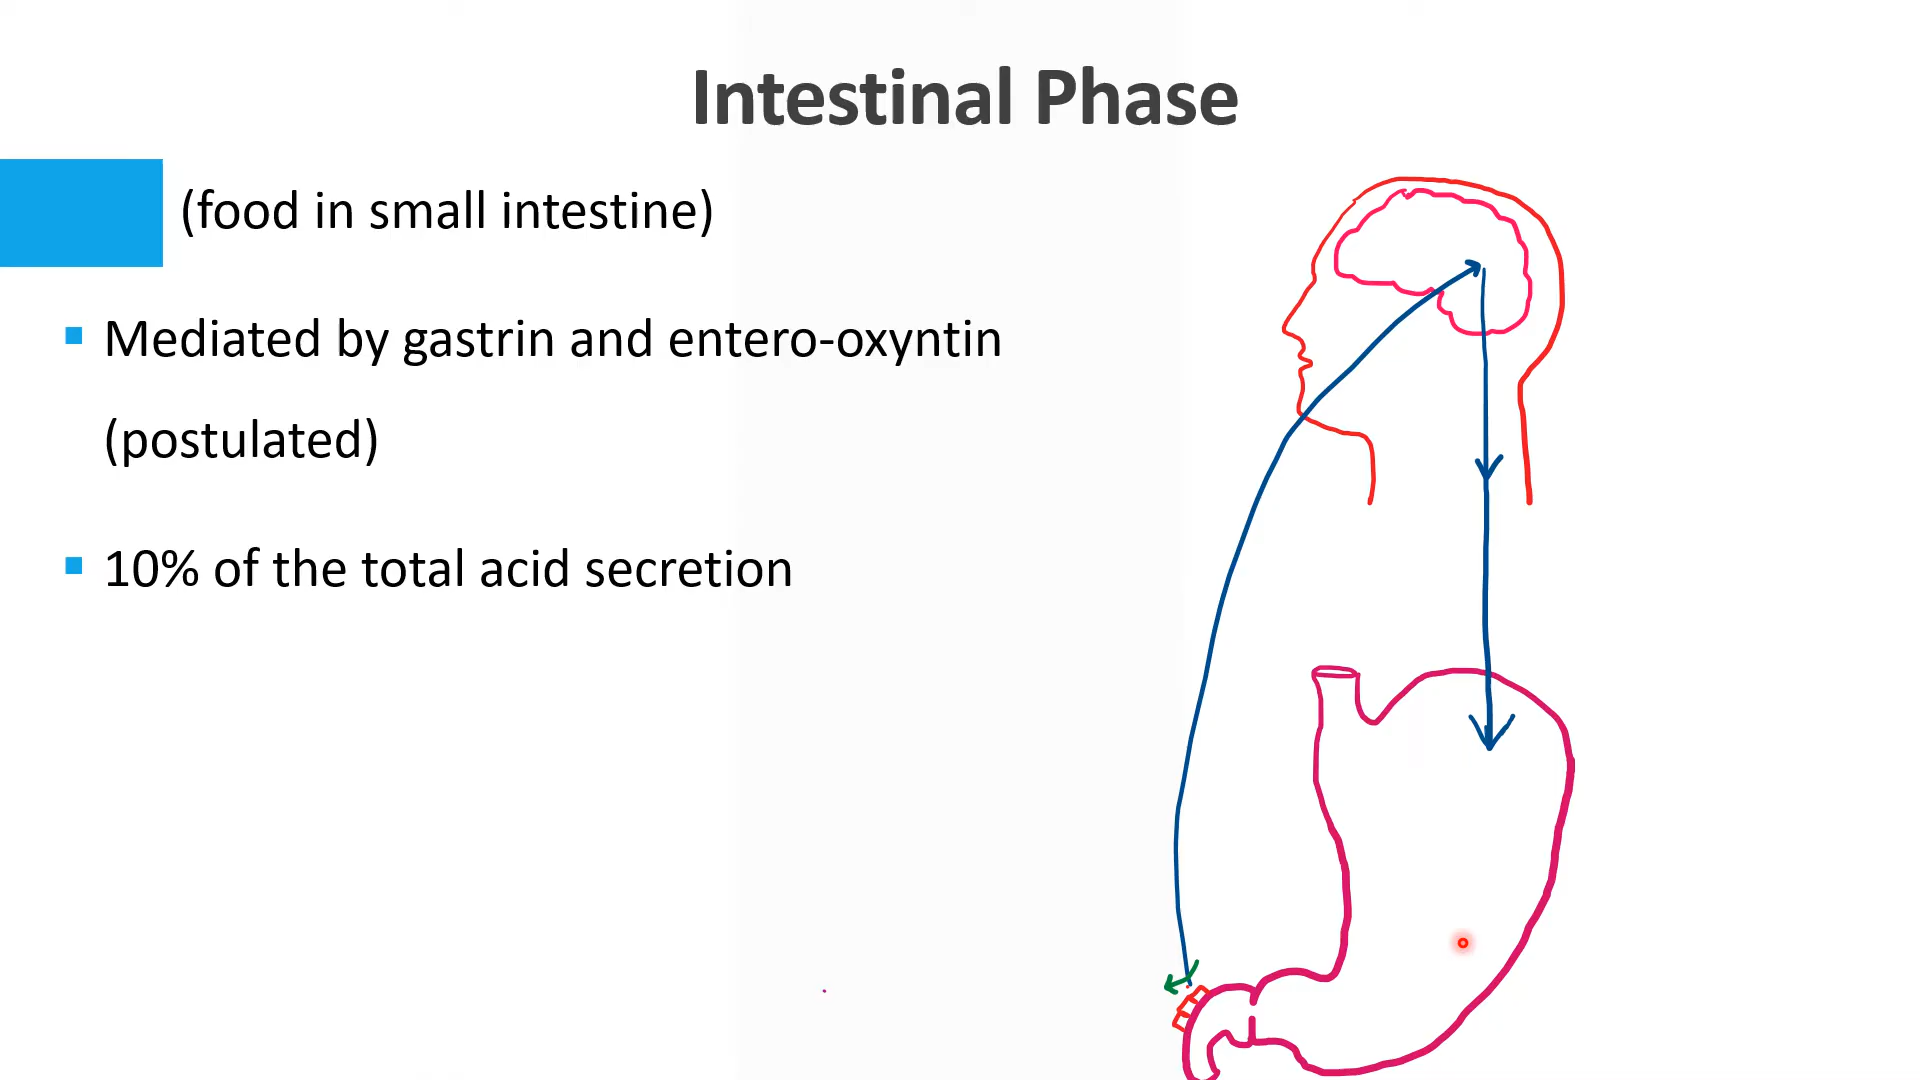 Intestinal Phase
(food in small intestine)
Mediated by gastrin and entero-oxyntin
(postulated)
10% of the total acid secretion